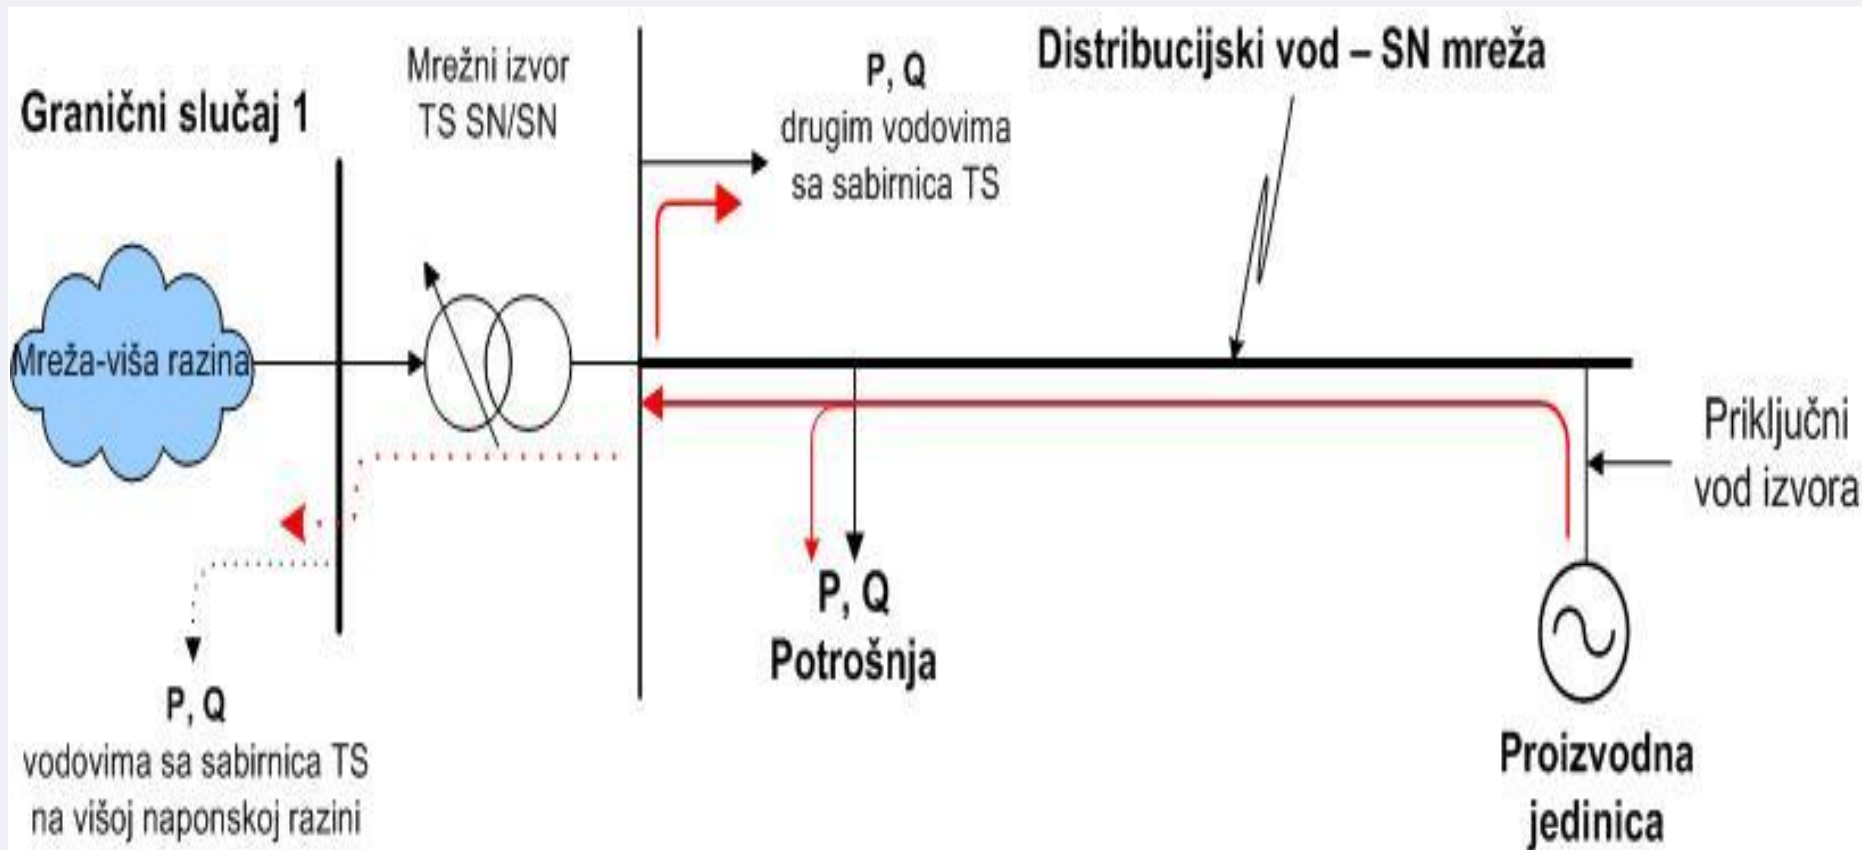 Granični slučaj 1
Mrežni izvor
TS SN/SN
P, Q
drugim vodovima
sa sabirnica TS
Distribucijski vod – SN mreža
Mreža-viša razina
Priključni
vod izvora
P, Q
Potrošnja
P, Q
vodovima sa sabirnica TS
na višoj naponskoj razini
Proizvodna
jedinica